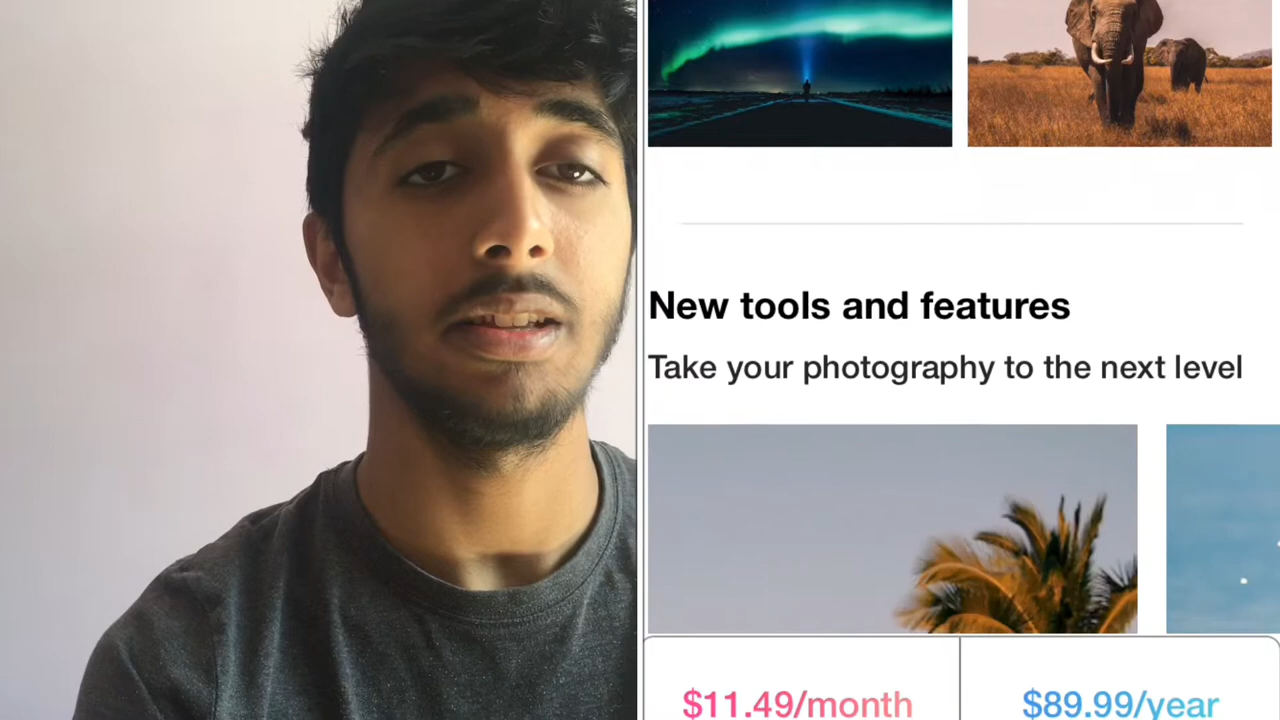 New tools and features
Take your photography to the next level
$11.49/month
$89.99/year